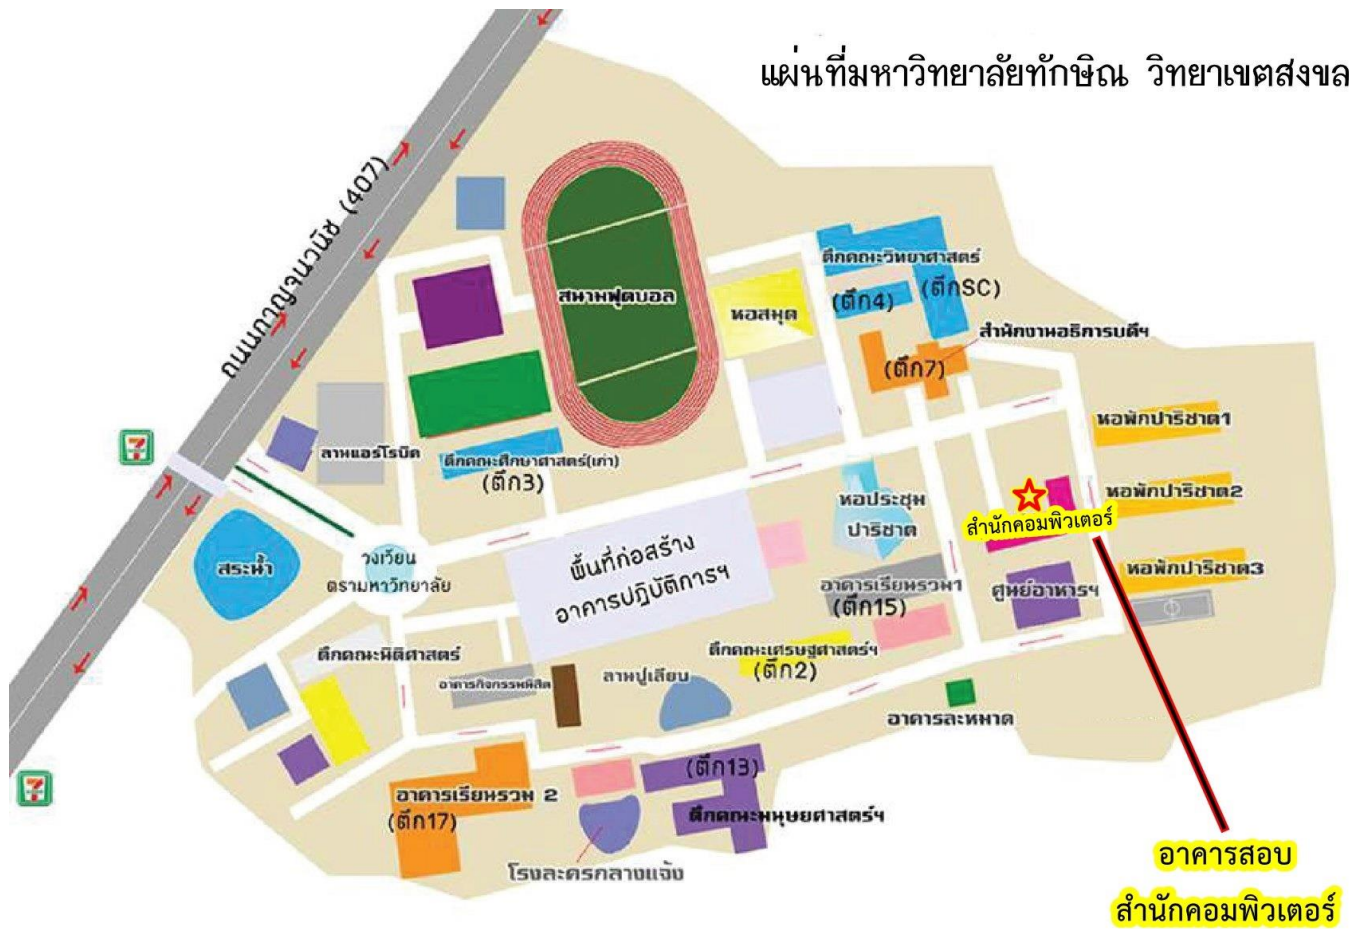 แผ่นที่มหาวิทยาลัยทักษิณ วิทยาเขตสงขล
ถนนกาญจนวนิช (407)
สนามฟุตบอล
หอสมุด
ตึกคณะวิทยาศาสตร์
(ตึก4)
(ตึกSC)
สำนักงานอธิการบดีฯ
(ตึก7)
หอพักปาริชาต1
7
ลานแอโรบิค
ตึกคณะศึกษาศาสตร์(เก่า)
(ตึก3)
หอพักปาริชาต2
หอประชุม
ปาริชาต
สำนักคอมพิวเตอร์
สระน้ำ
วงเวียน
ตรามหาวิทยาลัย
พื้นที่ก่อสร้าง
อาคารปฏิบัติการฯ
หอพักปาริชาต3
อาคารเรียนรวม1
(ตึก15)
ศูนย์อาหารฯ
ตึกคณะนิติศาสตร์
อาคารกิจกรรมนิสิต
ลานปูเลียบ
ตึกคณะเศรษฐศาสตร์ฯ
(ตึก2)
อาคารละหมาด
7
อาคารเรียนรวม 2
(ตึก17)
(ตึก13)
ตึกคณะมนุษยศาสตร์ฯ
โรงละครกลางแจ้ง
อาคารสอบ
สำนักคอมพิวเตอร์